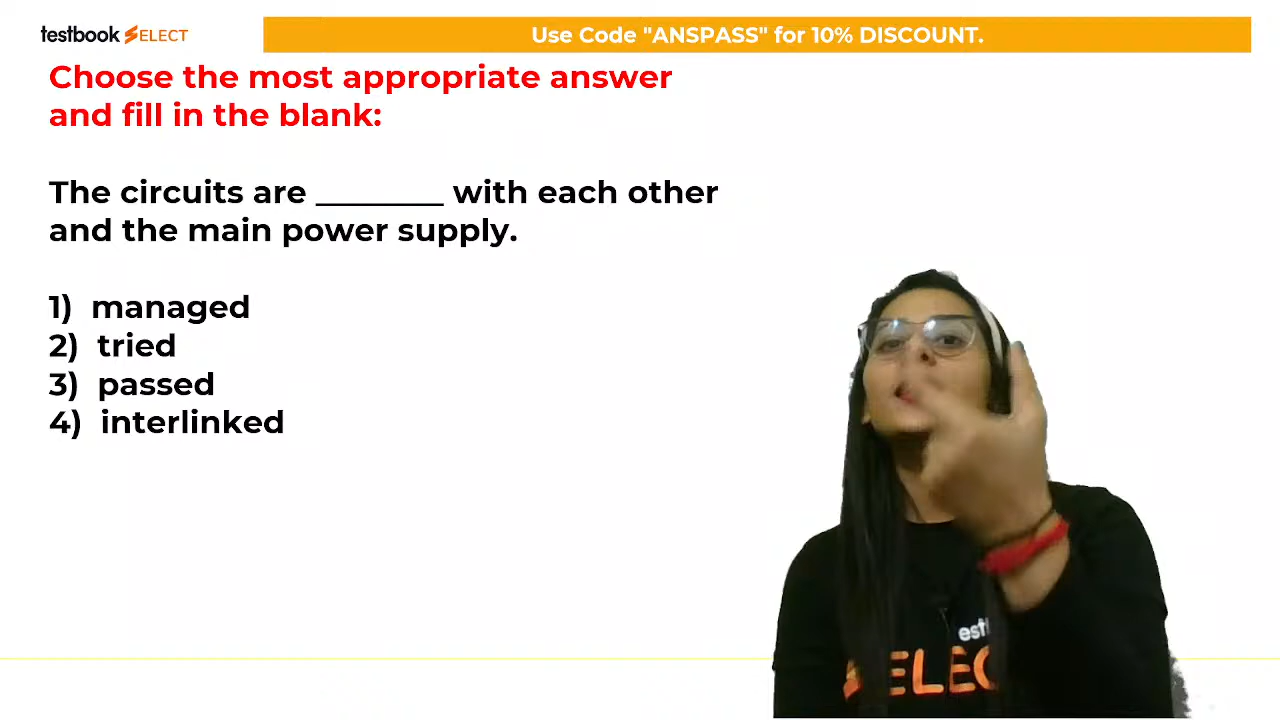 testbook SELECT
Use Code "ANSPASS" for 10% DISCOUNT.
Choose the most appropriate answer
and fill in the blank:
The circuits are ________ with each other
and the main power supply.
1) managed
2) tried
3) passed
4) interlinked